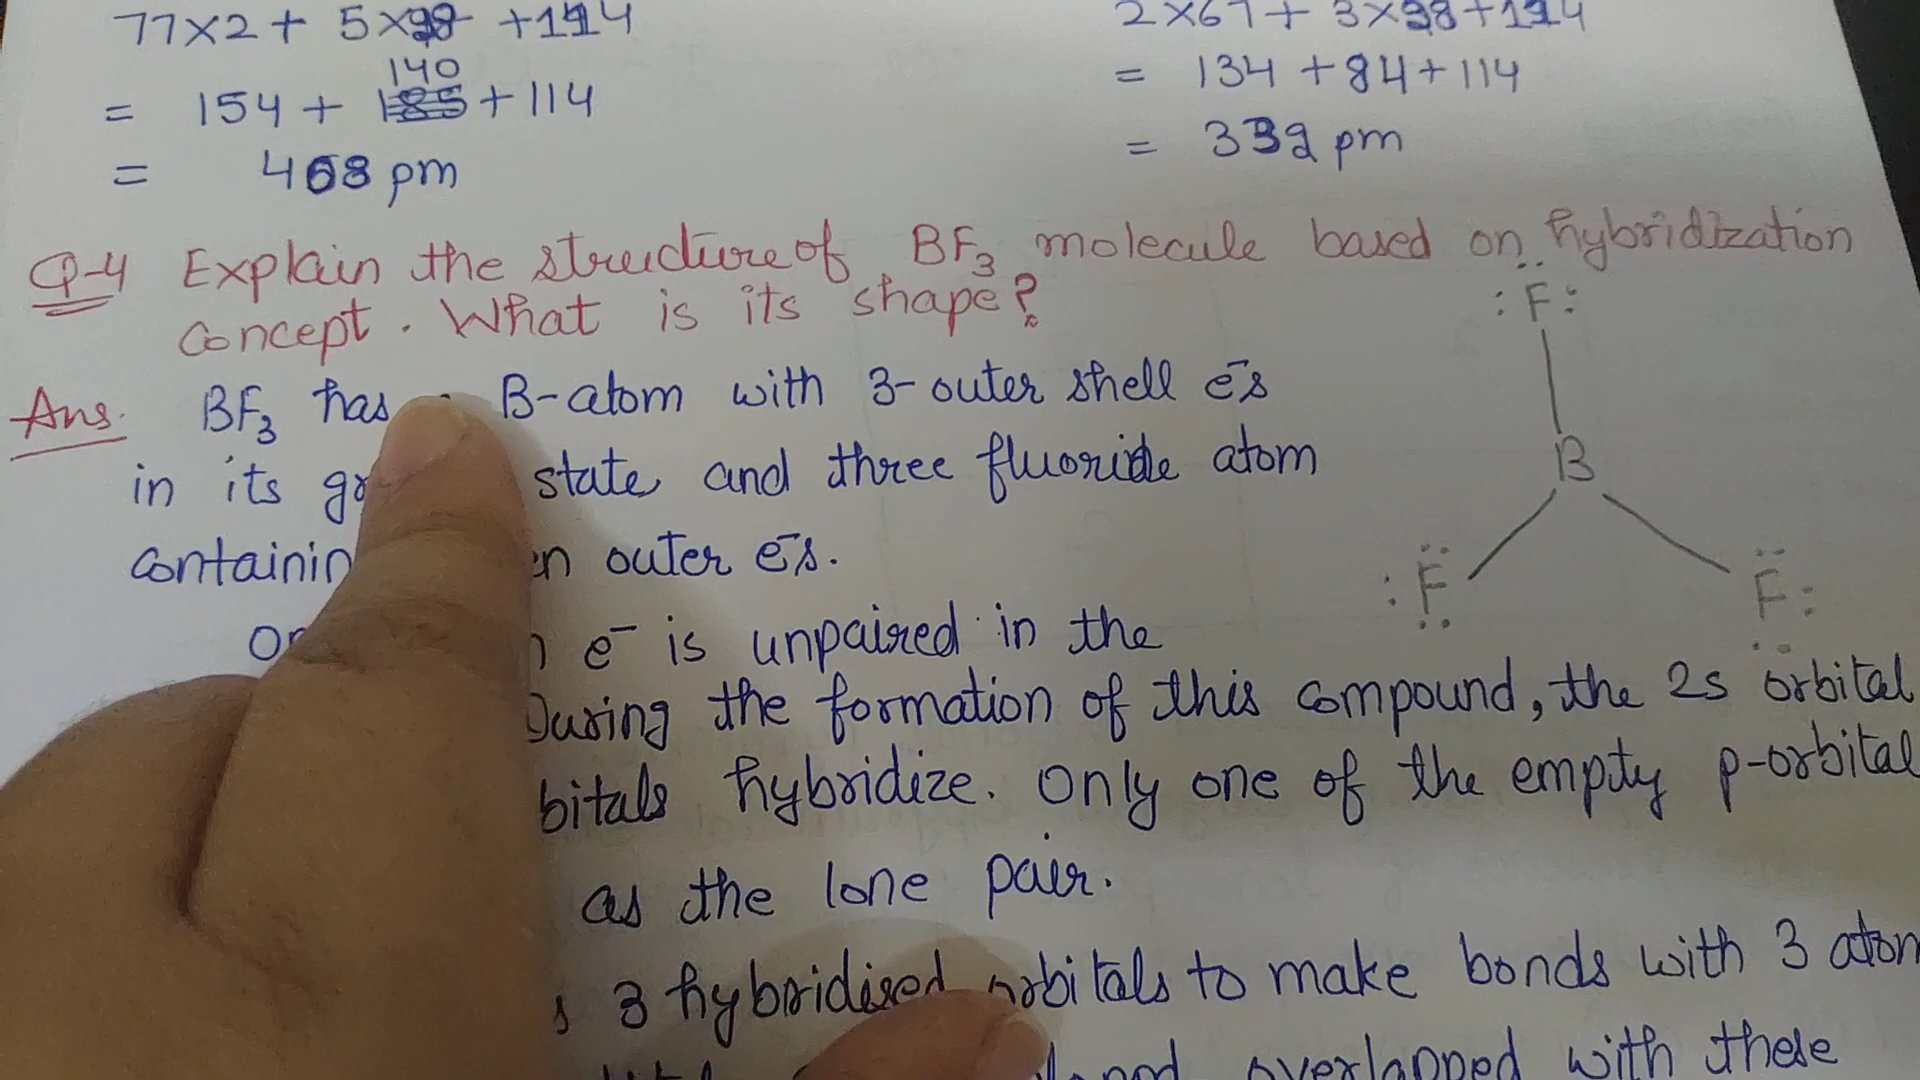 77×2 + 5×28 + 114
2×67 + 3×28 + 114
140
= 154 + + 114
= 134 + 84 + 114
= 408 pm
= 332 pm
Q-4 Explain the structure of BF₃ molecule based on hybridization
concept. What is its shape?
:F:
Ans. BF₃ has B-atom with 3-outer shell e⁻s
B
in its state and three fluoride atom
containin outer e⁻s.
:F
F:
e⁻ is unpaired in the
During the formation of this compound, the 2s orbital
bitals hybridize. Only one of the empty p-orbital
as the lone pair.
3 hybridised orbitals to make bonds with 3 atom
overlapped with these